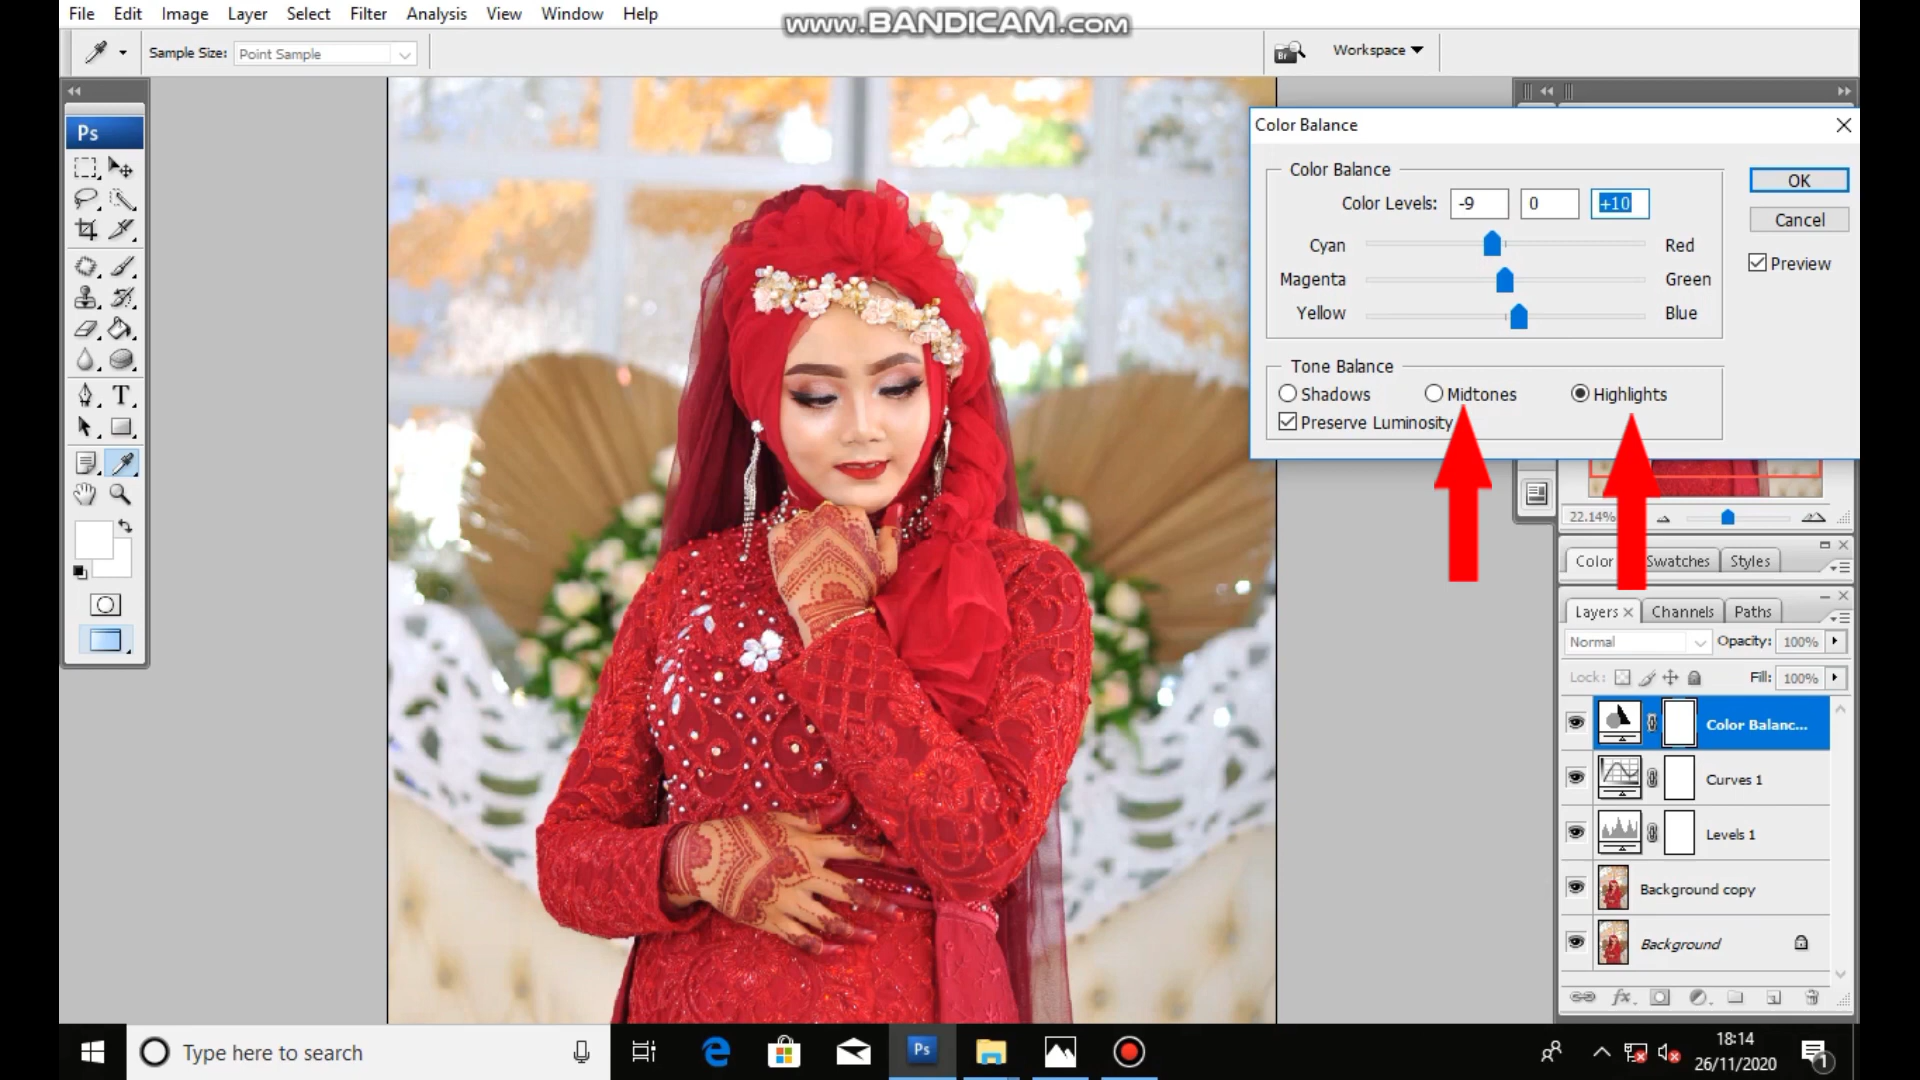 File Edit Image Layer Select Filter Analysis View Window Help
www.BANDICAM.com
Sample Size: Point Sample
Br
Workspace
Ps
T
Color Balance
Color Balance
Color Levels: -9 0 +10
Cyan Red
Magenta Green
Yellow Blue
OK
Cancel
Preview
Tone Balance
Shadows Midtones Highlights
Preserve Luminosity
22.14%
Color Swatches Styles
Layers Channels Paths
Normal Opacity: 100%
Lock: Fill: 100%
Color Balanc...
Curves 1
Levels 1
Background copy
Background
fx
Type here to search
Ps
18:14
26/11/2020
1